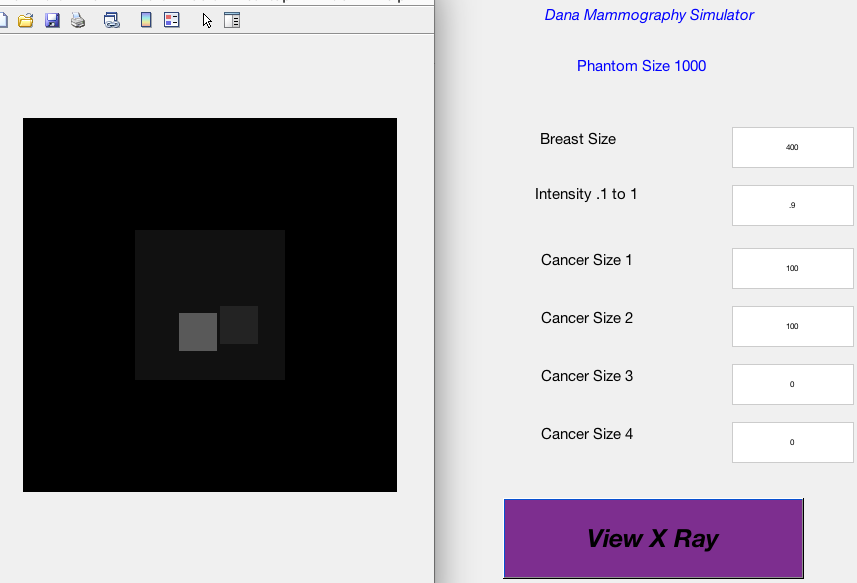 Dana Mammography Simulator
Phantom Size 1000
Breast Size
400
Intensity .1 to 1
.9
Cancer Size 1
100
Cancer Size 2
100
Cancer Size 3
0
Cancer Size 4
0
View X Ray